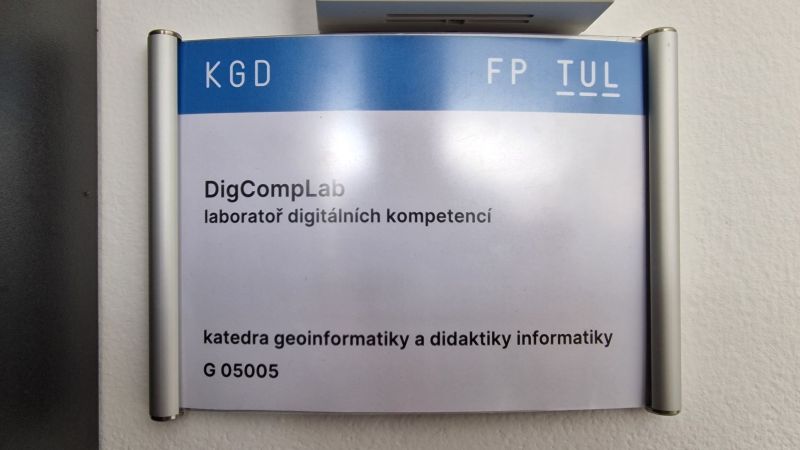 KGD FP TUL
DigCompLab
laboratoř digitálních kompetencí
katedra geoinformatiky a didaktiky informatiky
G 05005